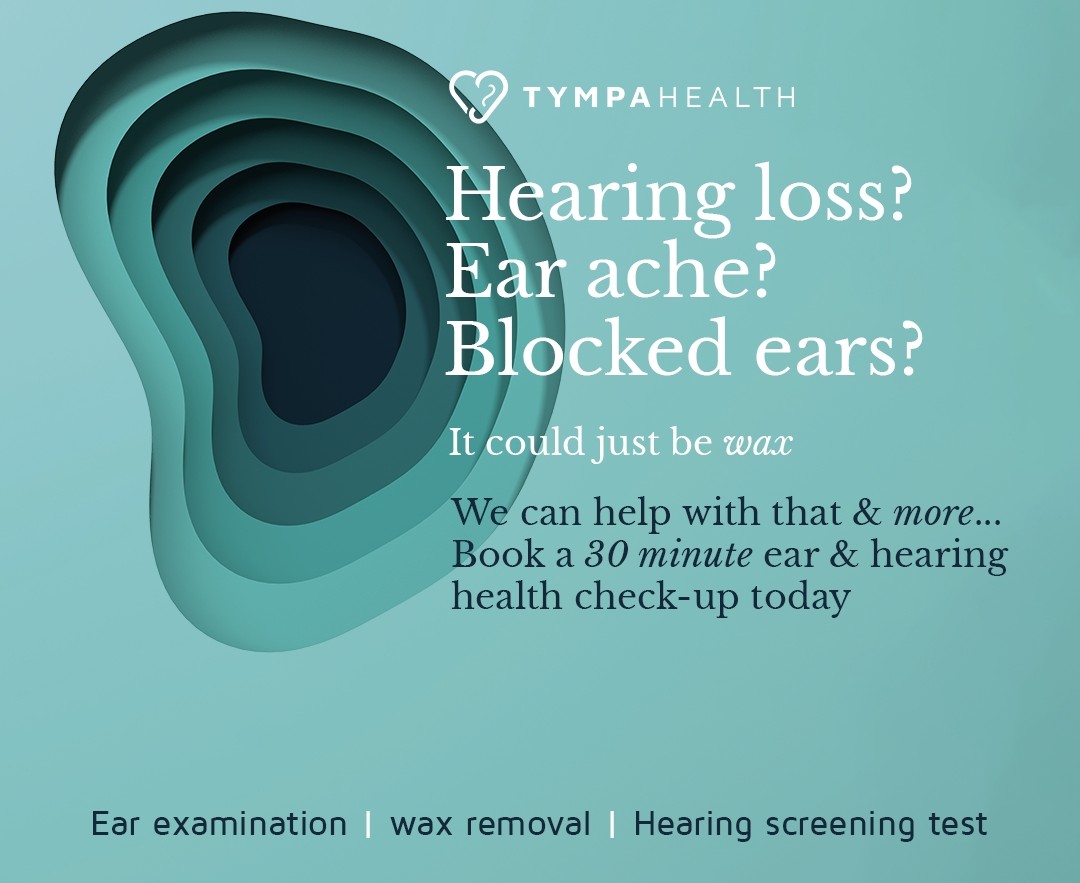 TYMPAHEALTH
Hearing loss?
Ear ache?
Blocked ears?
It could just be wax
We can help with that & more...
Book a 30 minute ear & hearing
health check-up today
Ear examination | wax removal | Hearing screening test